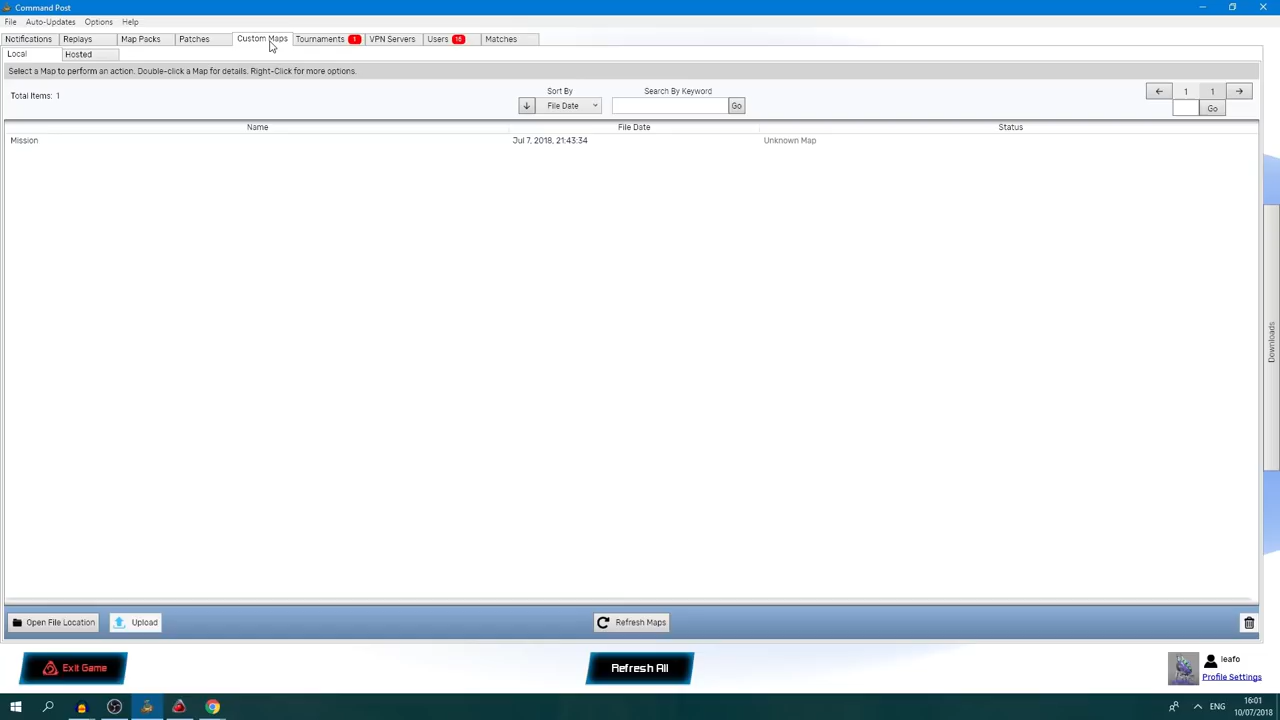 Command Post
File Auto-Updates Options Help
Notifications Replays Map Packs Patches Custom Maps Tournaments 1 VPN Servers Users 16 Matches
Local Hosted
Select a Map to perform an action. Double-click a Map for details. Right-Click for more options.
Total Items: 1
Sort By
File Date
Search By Keyword
Go
1 1
Go
Name File Date Status
Mission Jul 7, 2018, 21:43:34 Unknown Map
Downloads
Open File Location Upload Refresh Maps
Exit Game Refresh All
leafo
Profile Settings
ENG
16:01
10/07/2018